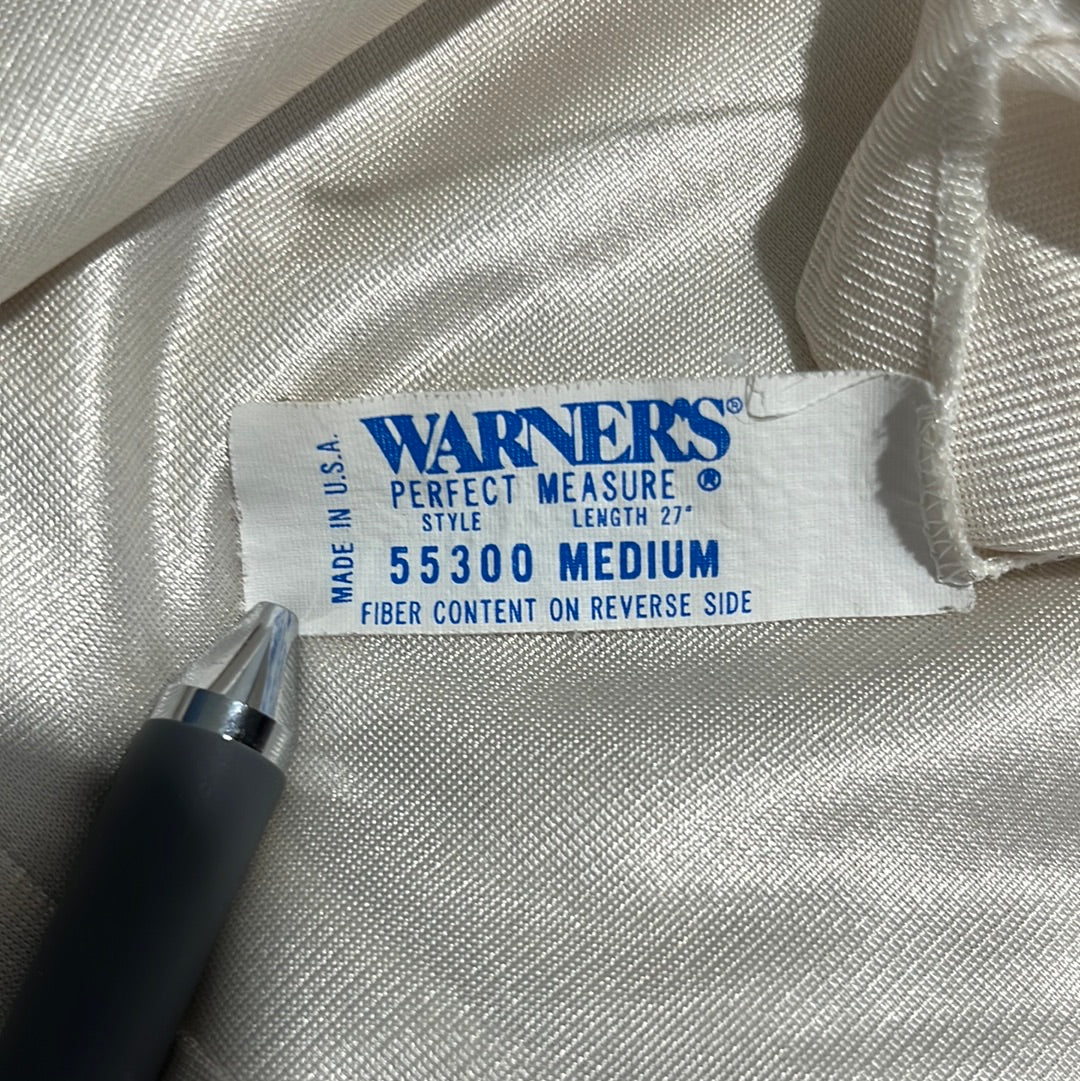 WARNER'S®
PERFECT MEASURE ®
STYLE LENGTH 27"
55300 MEDIUM
FIBER CONTENT ON REVERSE SIDE
MADE IN U.S.A.